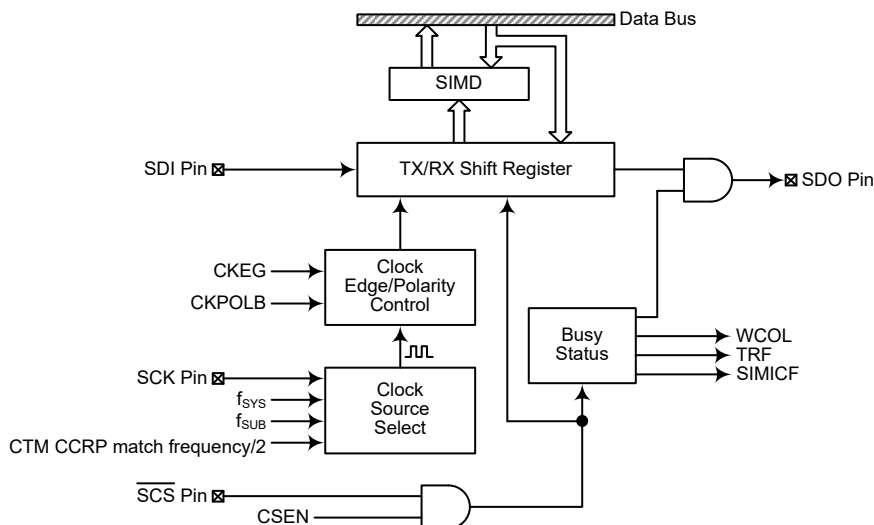 Data Bus
SIMD
SDI Pin
TX/RX Shift Register
SDO Pin
CKEG
CKPOLB
Clock
Edge/Polarity
Control
Busy
Status
WCOL
TRF
SIMICF
SCK Pin
fSYS
fSUB
CTM CCRP match frequency/2
Clock
Source
Select
SCS Pin
CSEN